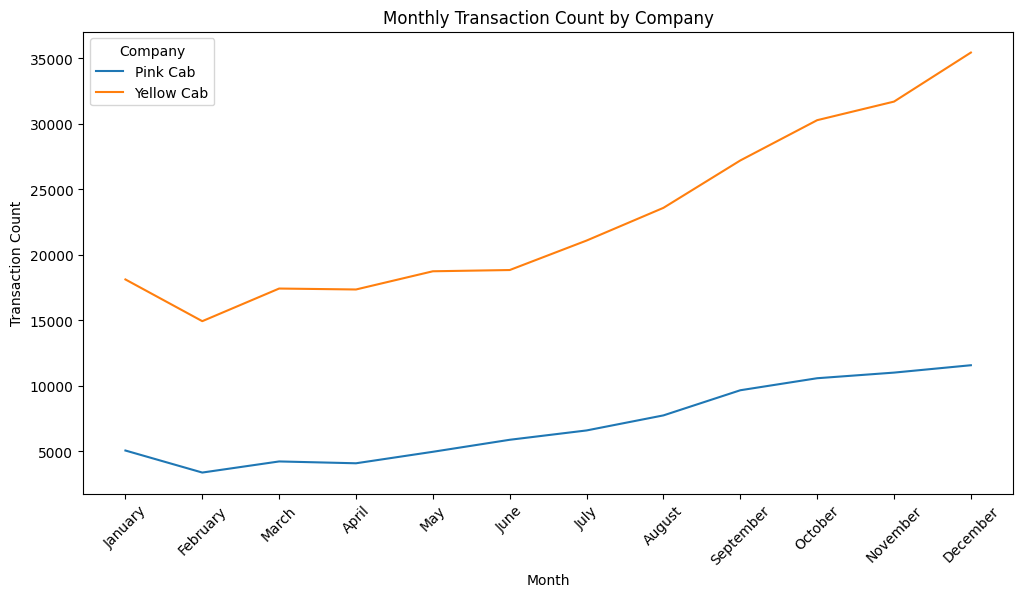 Monthly Transaction Count by Company
Company
Pink Cab
Yellow Cab
Transaction Count
35000
30000
25000
20000
15000
10000
5000
January
February
March
April
May
June
July
August
September
October
November
December
Month